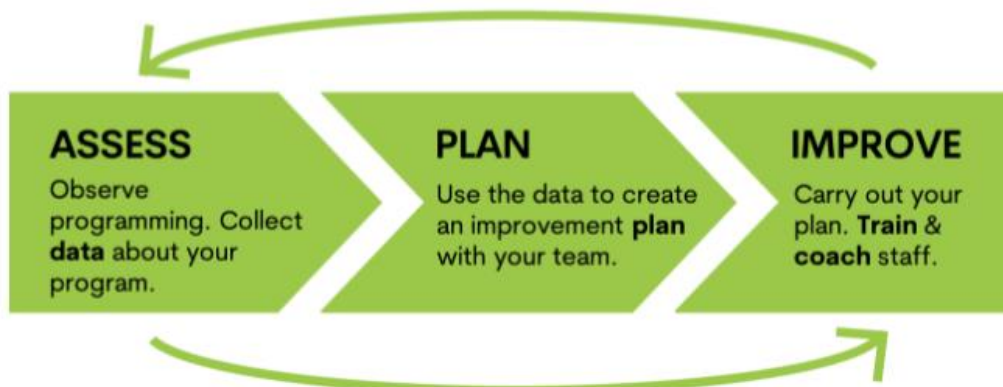 ASSESS
Observe
programming. Collect
data about your
program.
PLAN
Use the data to create
an improvement plan
with your team.
IMPROVE
Carry out your
plan. Train &
coach staff.